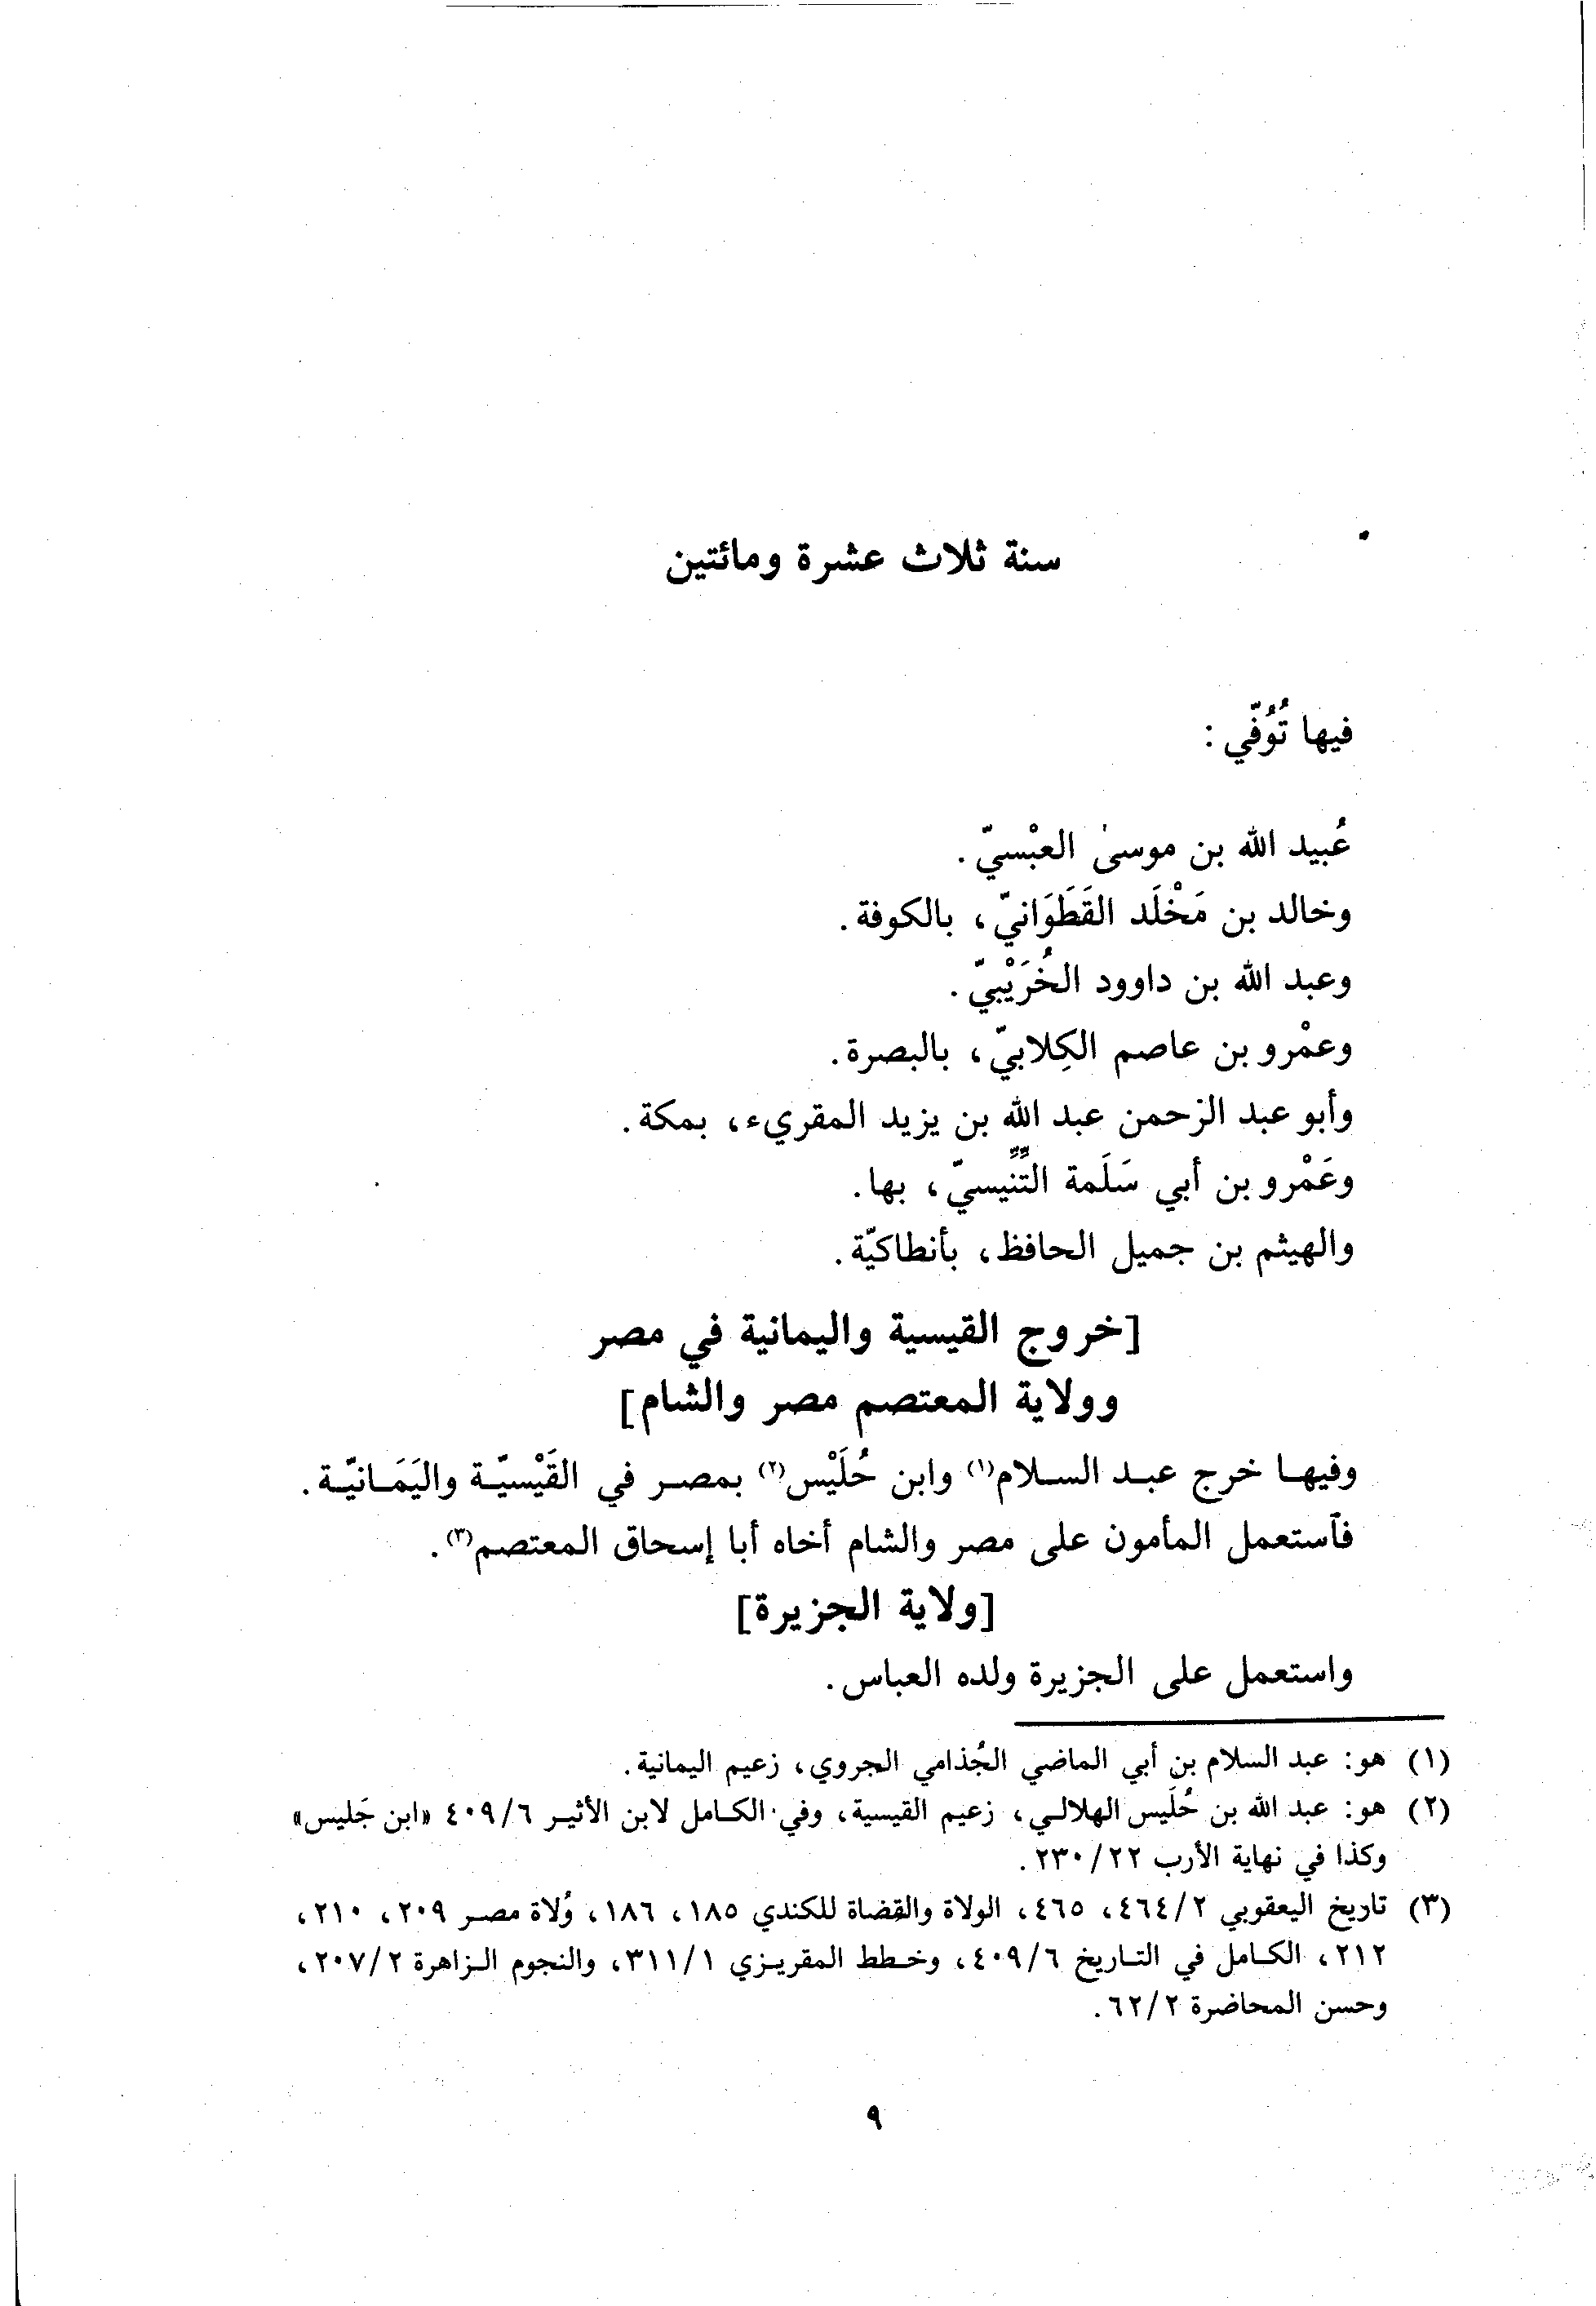 سنة ثلاث عشرة ومائتين
فيها تُوُفّي :
عُبيد الله بن موسىٰ العبْسيّ .
وخالد بن مَخْلَد القَطَوَانيّ ، بالكوفة .
وعبد الله بن داوود الخُرَيْبيّ .
وعمْرو بن عاصم الكِلابيّ ، بالبصرة .
وأبو عبد الرحمن عبد الله بن يزيد المقريء ، بمكة .
وعَمْرو بن أبي سَلَمة التِّنِّيسيّ ، بها .
والهيثم بن جميل الحافظ ، بأنطاكيّة .
[خروج القيسية واليمانية في مصر
وولاية المعتصم مصر والشام]
وفيها خرج عبد السلام(١) وابن حُلَيْس(٢) بمصر في القَيْسيّة واليَمَانيّة .
فآستعمل المأمون على مصر والشام أخاه أبا إسحاق المعتصم(٣) .
[ولاية الجزيرة]
واستعمل على الجزيرة ولده العباس .
(١) هو : عبد السلام بن أبي الماضي الجُذامي الجروي ، زعيم اليمانية .
(٢) هو : عبد الله بن حُلَيس الهلالي ، زعيم القيسية ، وفي الكامل لابن الأثير ٤٠٩/٦ «ابن جَليس»
وكذا في نهاية الأرب ٢٣٠/٢٢ .
(٣) تاريخ اليعقوبي ٤٦٤/٢ ، ٤٦٥ ، الولاة والقضاة للكندي ١٨٥ ، ١٨٦ ، وُلاة مصر ٢٠٩ ، ٢١٠ ،
٢١٢ ، الكامل في التاريخ ٤٠٩/٦ ، وخطط المقريزي ٣١١/١ ، والنجوم الزاهرة ٢٠٧/٢ ،
وحسن المحاضرة ٦٢/٢ .
٩